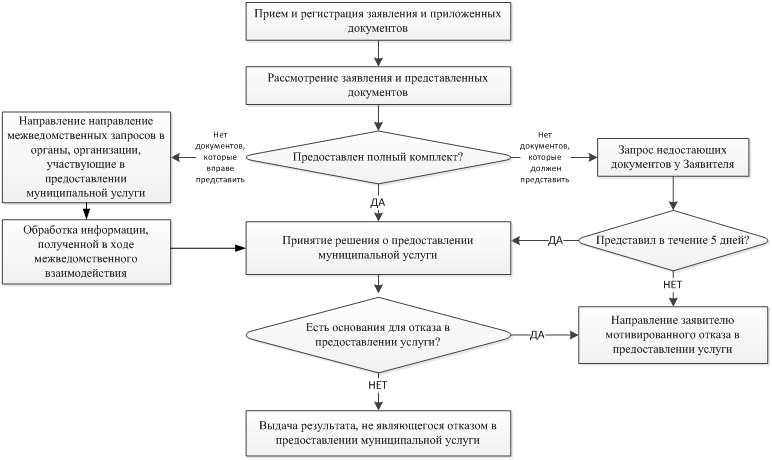 Прием и регистрация заявления и приложенных
документов
Рассмотрение заявления и представленных
документов
Направление направление
межведомственных запросов в
органы, организации,
участвующие в
предоставлении
муниципальной услуги
Нет
документов,
которые
вправе
представить
Предоставлен полный комплект?
Нет
документов,
которые
должен
представить
Запрос недостающих
документов у Заявителя
ДА
Обработка информации,
полученной в ходе
межведомственного
взаимодействия
Принятие решения о предоставлении
муниципальной услуги
ДА
Представил в течение 5 дней?
НЕТ
Есть основания для отказа в
предоставлении услуги?
ДА
Направление заявителю
мотивированного отказа в
предоставлении услуги
НЕТ
Выдача результата, не являющегося отказом в
предоставлении муниципальной услуги